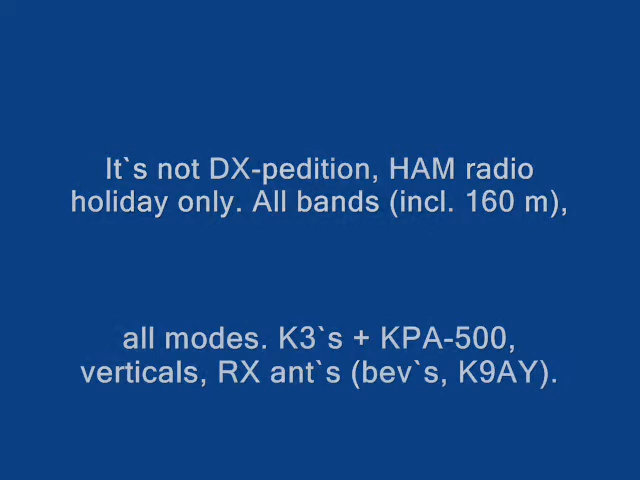 It`s not DX-pedition, HAM radio
holiday only. All bands (incl. 160 m),
all modes. K3`s + KPA-500,
verticals, RX ant`s (bev`s, K9AY).